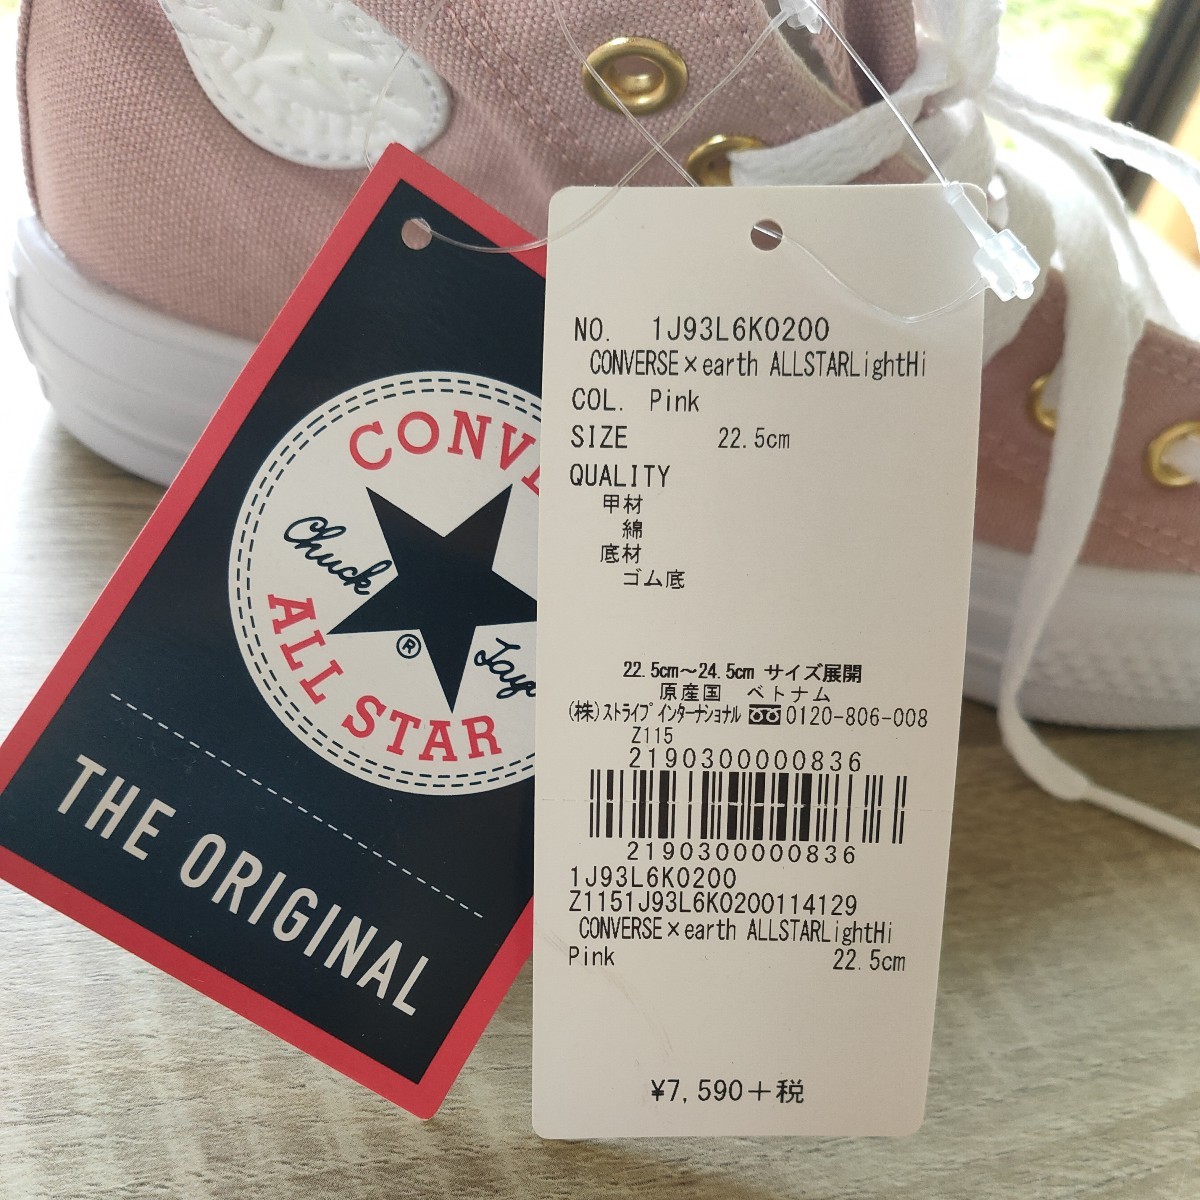 CONVE
Chuck
®
ALL STAR
THE ORIGINAL
NO. 1J93L6K0200
CONVERSE×earth ALLSTARLightHi
COL. Pink
SIZE 22.5cm
QUALITY
甲材
綿
底材
ゴム底
22.5cm～24.5cm サイズ展開
原産国 ベトナム
(株)ストライプインターナショナル 0120-806-008
Z115
2190300000836
2190300000836
1J93L6K0200
Z1151J93L6K0200114129
CONVERSE×earth ALLSTARLightHi
Pink 22.5cm
¥7,590+税